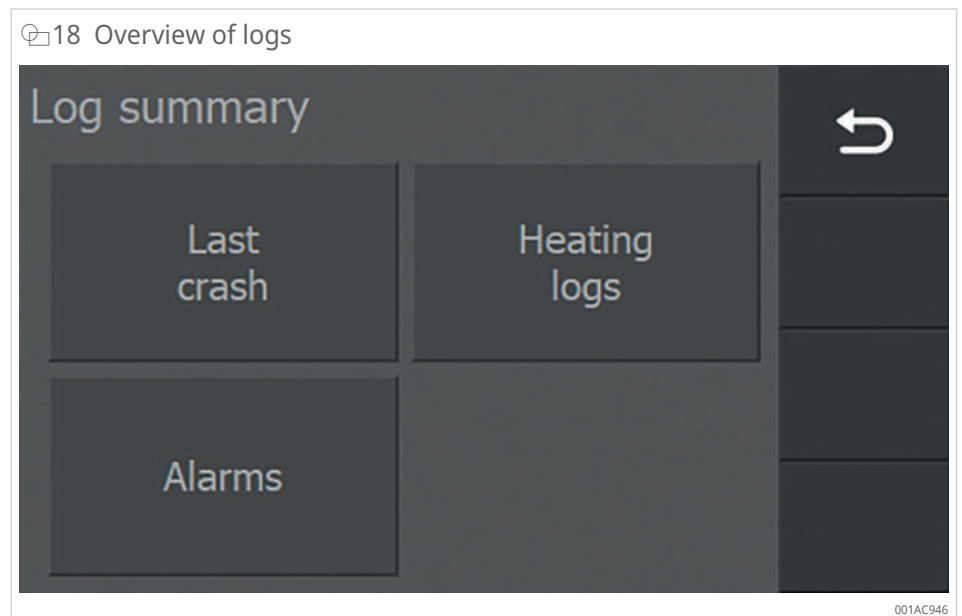 18 Overview of logs
Log summary
Last
crash
Heating
logs
Alarms
001AC946